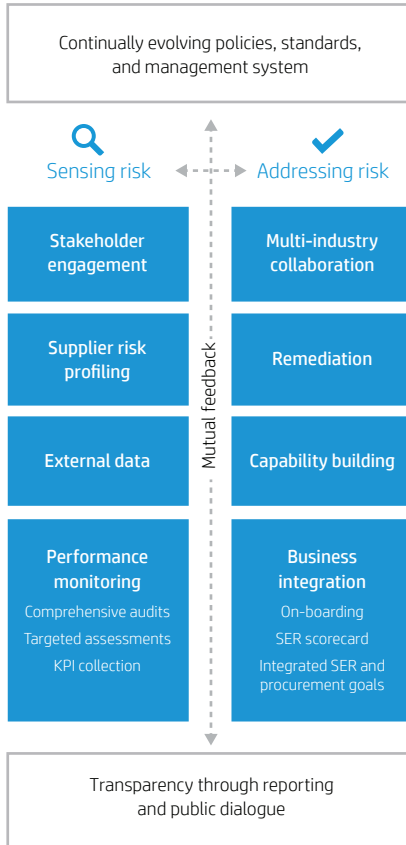 Continually evolving policies, standards,
and management system
Sensing risk
Addressing risk
Stakeholder
engagement
Multi-industry
collaboration
Supplier risk
profiling
Remediation
Mutual feedback
External data
Capability building
Performance
monitoring
Comprehensive audits
Targeted assessments
KPI collection
Business
integration
On-boarding
SER scorecard
Integrated SER and
procurement goals
Transparency through reporting
and public dialogue